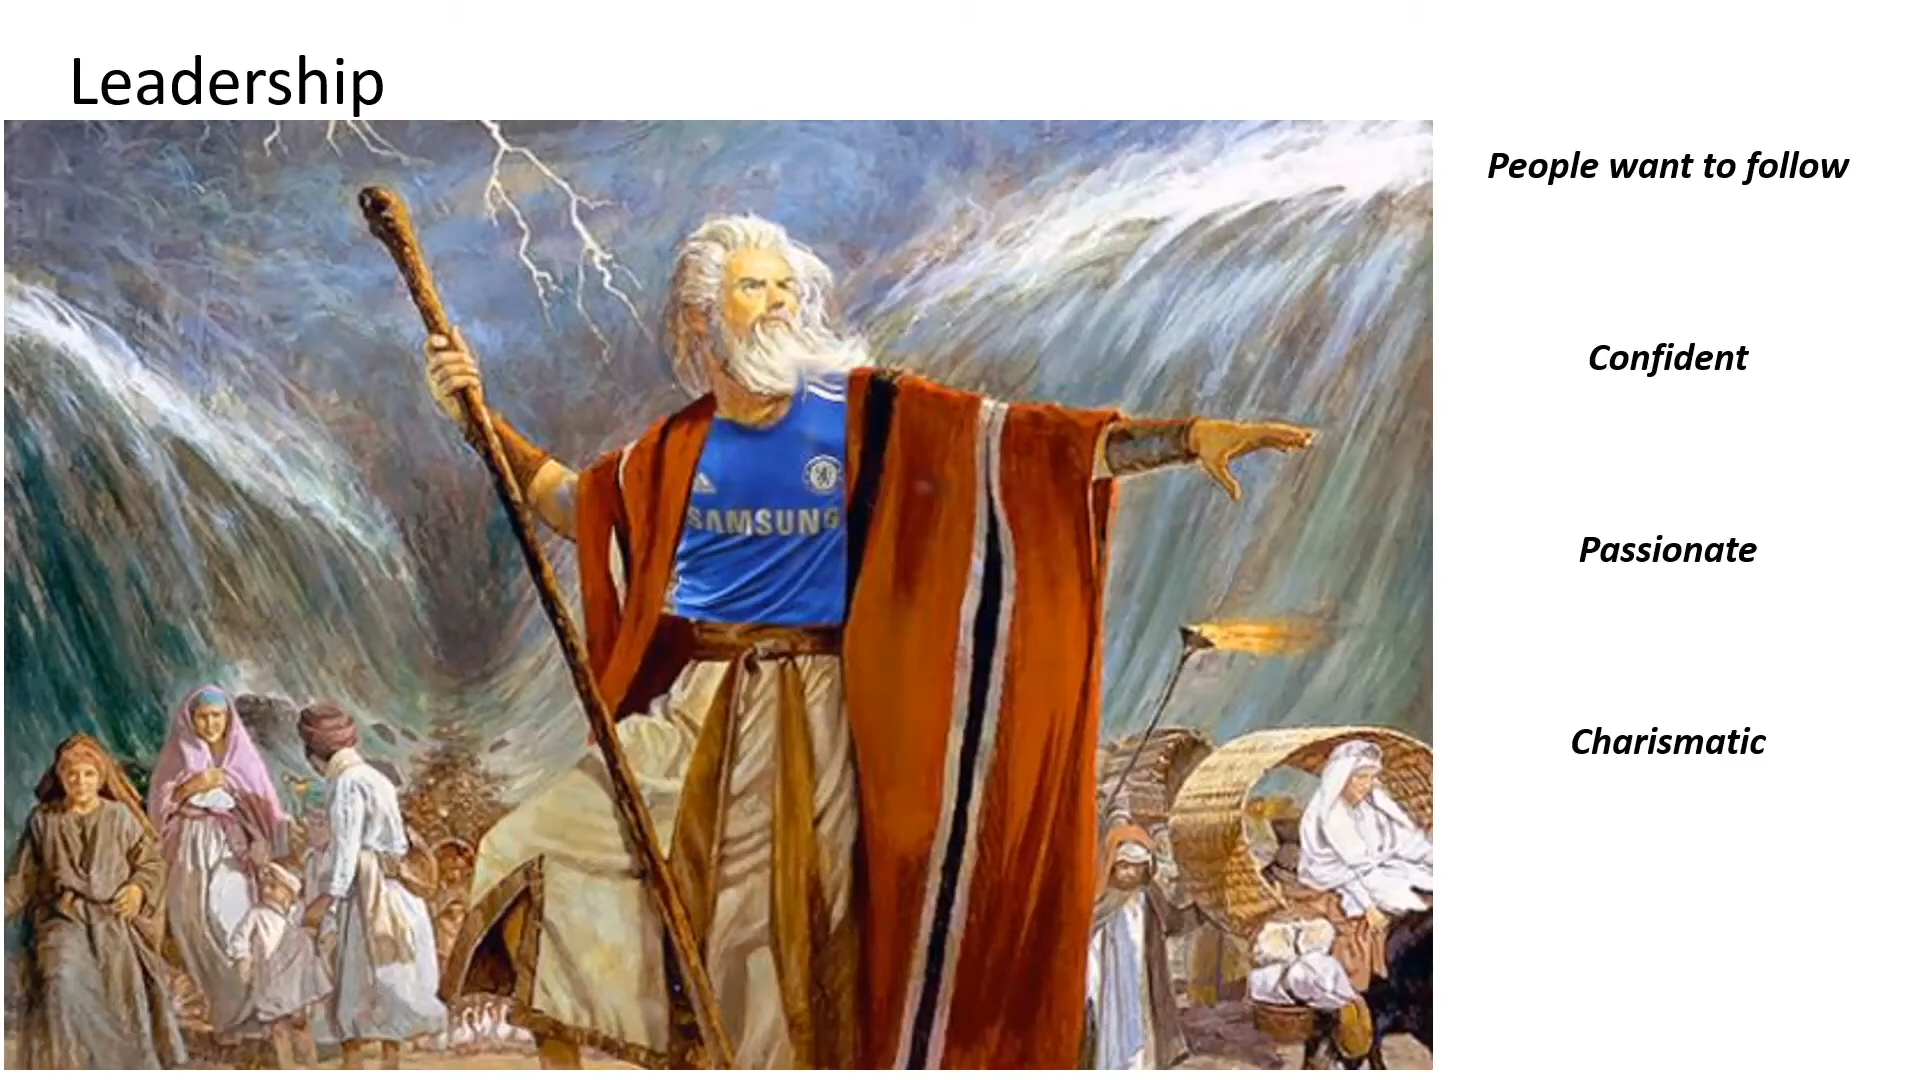 Leadership
People want to follow
Confident
Passionate
Charismatic
SAMSUNG